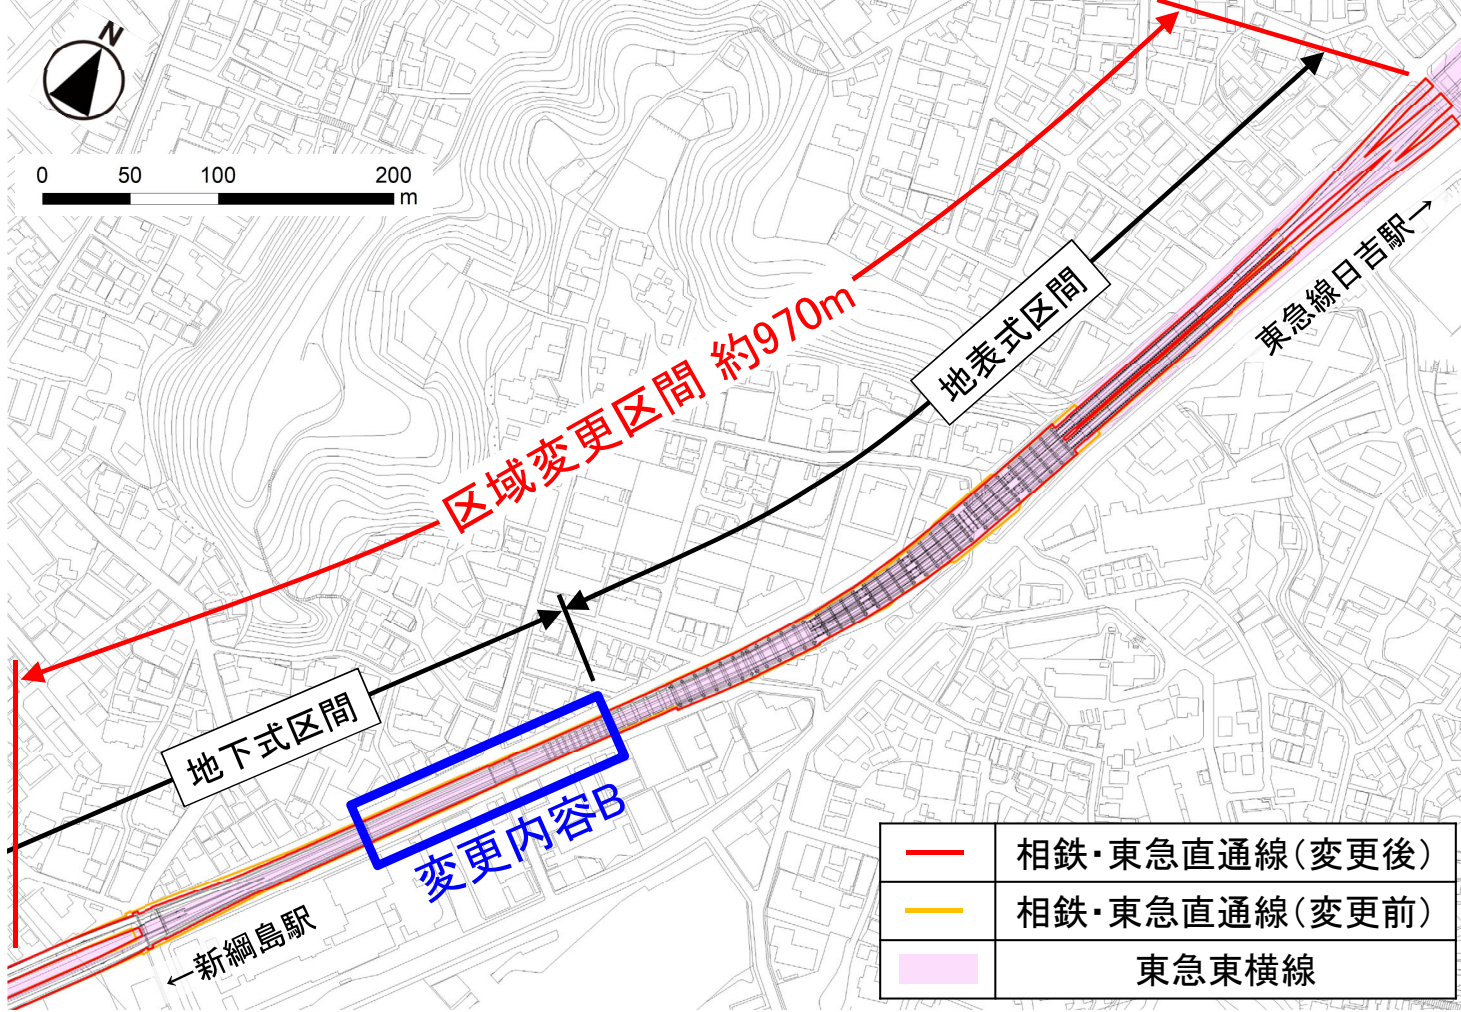 N
0 50 100 200
m
区域変更区間 約970m
地表式区間
東急線日吉駅→
地下式区間
変更内容B
←新綱島駅
相鉄・東急直通線（変更後）
相鉄・東急直通線（変更前）
東急東横線